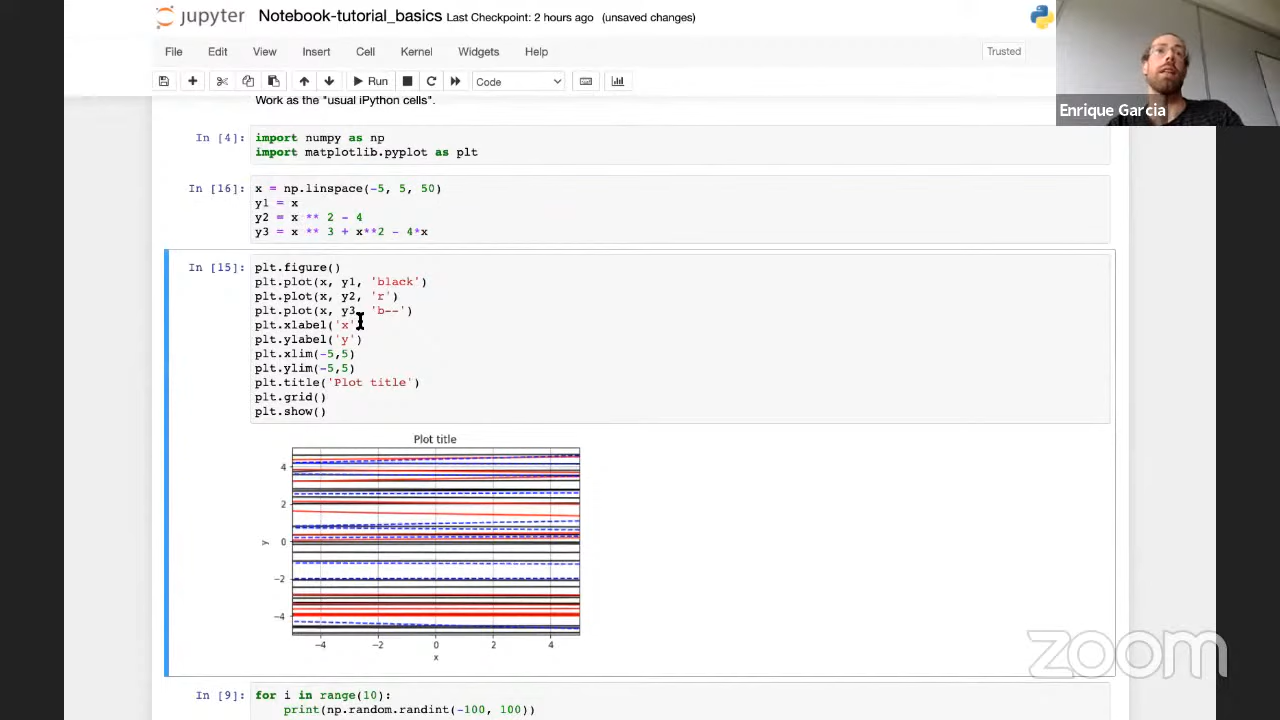 jupyter Notebook-tutorial_basics Last Checkpoint: 2 hours ago (unsaved changes)
File Edit View Insert Cell Kernel Widgets Help Trusted
Run Code
Enrique Garcia
Work as the "usual iPython cells".
In [4]: import numpy as np
import matplotlib.pyplot as plt
In [16]: x = np.linspace(-5, 5, 50)
y1 = x
y2 = x ** 2 - 4
y3 = x ** 3 + x**2 - 4*x
In [15]: plt.figure()
plt.plot(x, y1, 'black')
plt.plot(x, y2, 'r')
plt.plot(x, y3, 'b--')
plt.xlabel('x'
plt.ylabel('y')
plt.xlim(-5,5)
plt.ylim(-5,5)
plt.title('Plot title')
plt.grid()
plt.show()
Plot title
4
2
0
-2
-4
y
-4 -2 0 2 4
x
zoom
In [9]: for i in range(10):
print(np.random.randint(-100, 100))